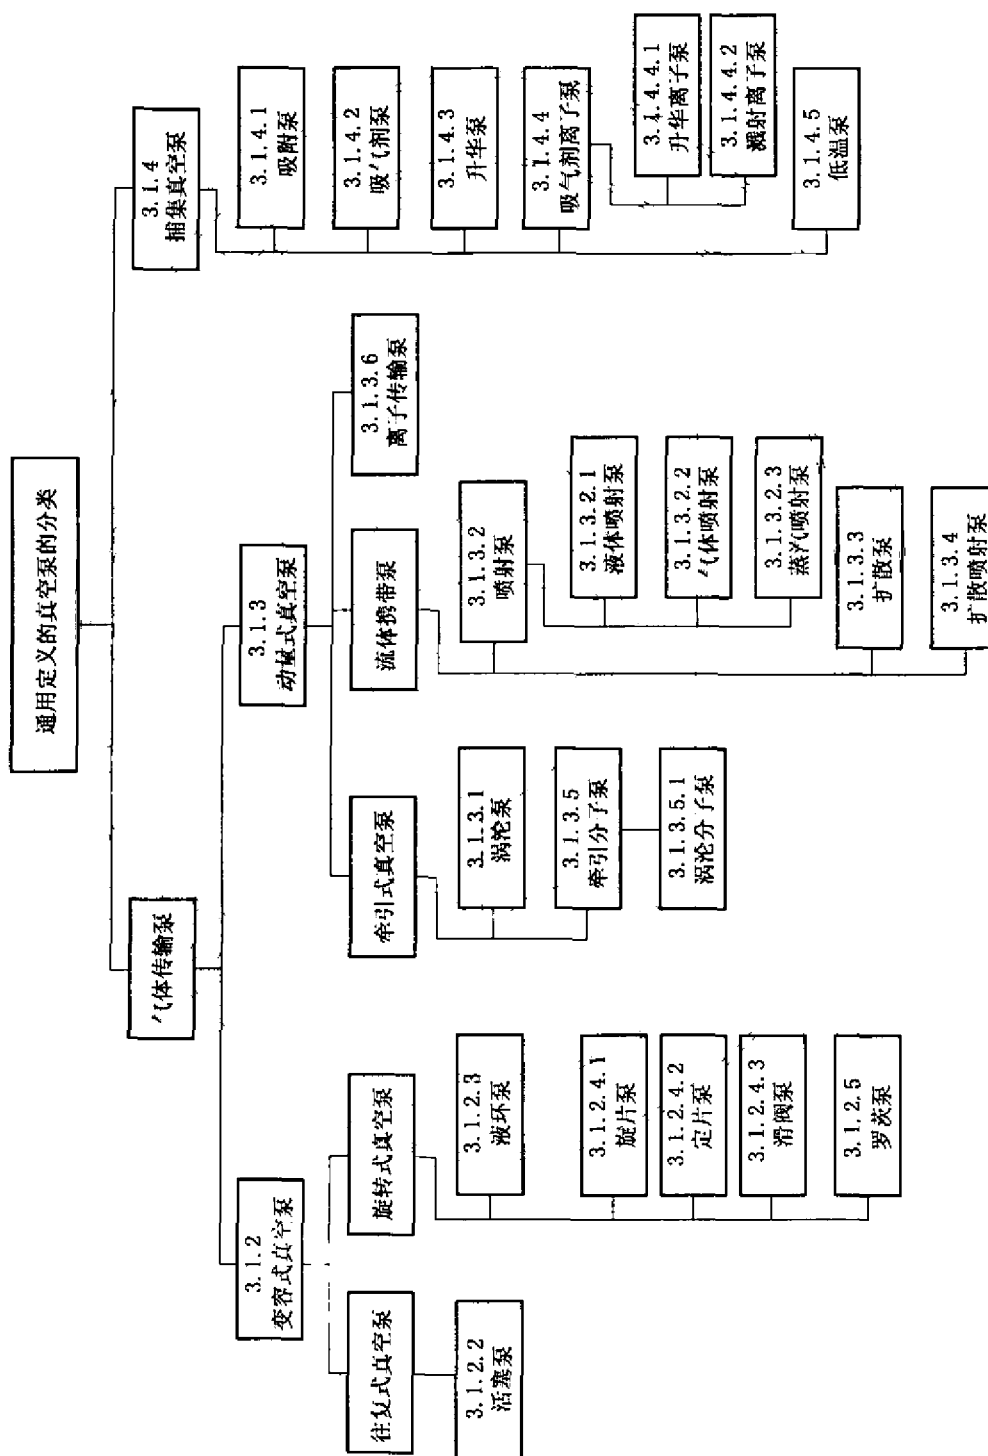 通用定义的真空泵的分类
气体传输泵
3.1.2
变容式真空泵
往复式真空泵
3.1.2.2
活塞泵
旋转式真空泵
3.1.2.3
液环泵
3.1.2.4.1
旋片泵
3.1.2.4.2
定片泵
3.1.2.4.3
滑阀泵
3.1.2.5
罗茨泵
3.1.3
动量式真空泵
牵引式真空泵
3.1.3.1
涡沦泵
3.1.3.5
牵引分子泵
3.1.3.5.1
涡沦分子泵
流体携带泵
3.1.3.2
喷射泵
3.1.3.2.1
液体喷射泵
3.1.3.2.2
气体喷射泵
3.1.3.2.3
蒸汽喷射泵
3.1.3.3
扩散泵
3.1.3.4
扩散喷射泵
3.1.3.6
离子传输泵
3.1.4
捕集真空泵
3.1.4.1
吸附泵
3.1.4.2
吸气剂泵
3.1.4.3
升华泵
3.1.4.4
吸气剂离子泵
3.1.4.4.1
升华离子泵
3.1.4.4.2
溅射离子泵
3.1.4.5
低温泵